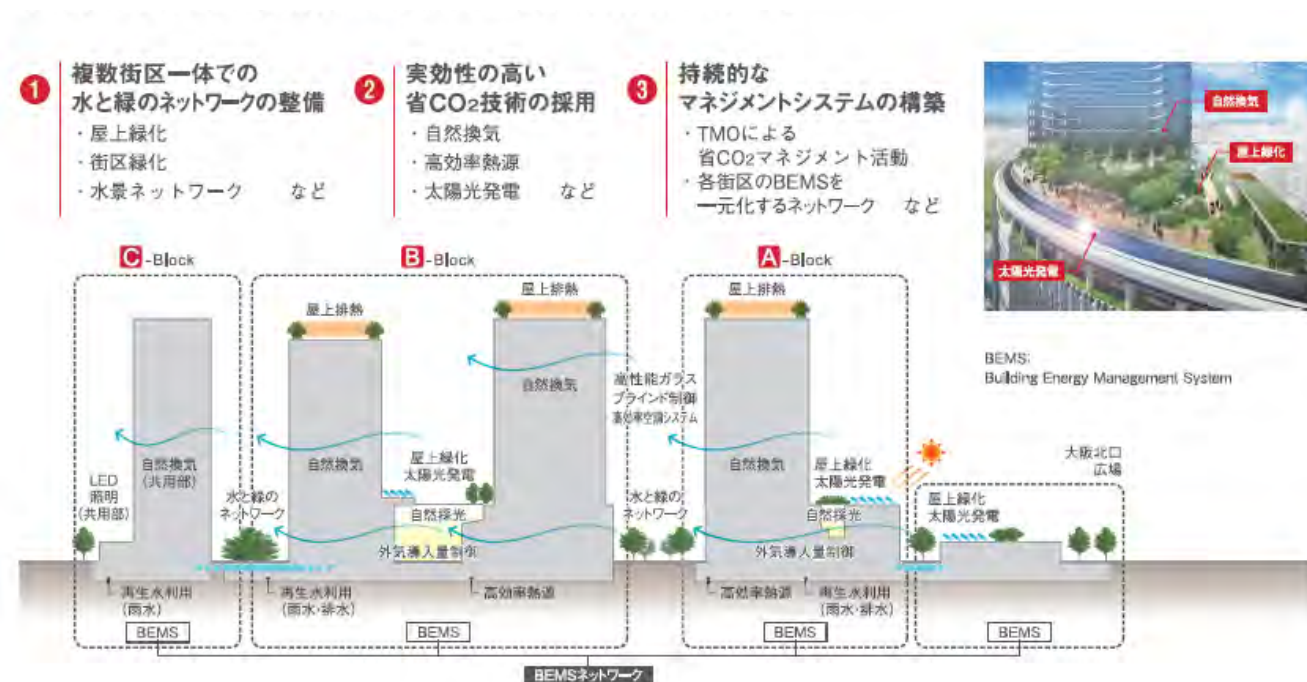 1
複数街区一体での
水と緑のネットワークの整備
・屋上緑化
・街区緑化
・水景ネットワーク　など
2
実効性の高い
省CO2技術の採用
・自然換気
・高効率熱源
・太陽光発電　など
3
持続的な
マネジメントシステムの構築
・TMOによる
省CO2マネジメント活動
・各街区のBEMSを
一元化するネットワーク　など
自然換気
屋上緑化
太陽光発電
BEMS:
Building Energy Management System
C-Block
B-Block
A-Block
屋上排熱
屋上排熱
屋上排熱
自然換気
高性能ガラス
ブラインド制御
高効率空調システム
LED
照明
(共用部)
自然換気
(共用部)
水と緑の
ネットワーク
自然換気
屋上緑化
太陽光発電
自然採光
外気導入量制御
水と緑の
ネットワーク
自然換気
屋上緑化
太陽光発電
自然採光
外気導入量制御
屋上緑化
太陽光発電
大阪北口
広場
再生水利用
(雨水)
再生水利用
(雨水・排水)
高効率熱源
高効率熱源
再生水利用
(雨水・排水)
BEMS
BEMS
BEMS
BEMS
BEMSネットワーク